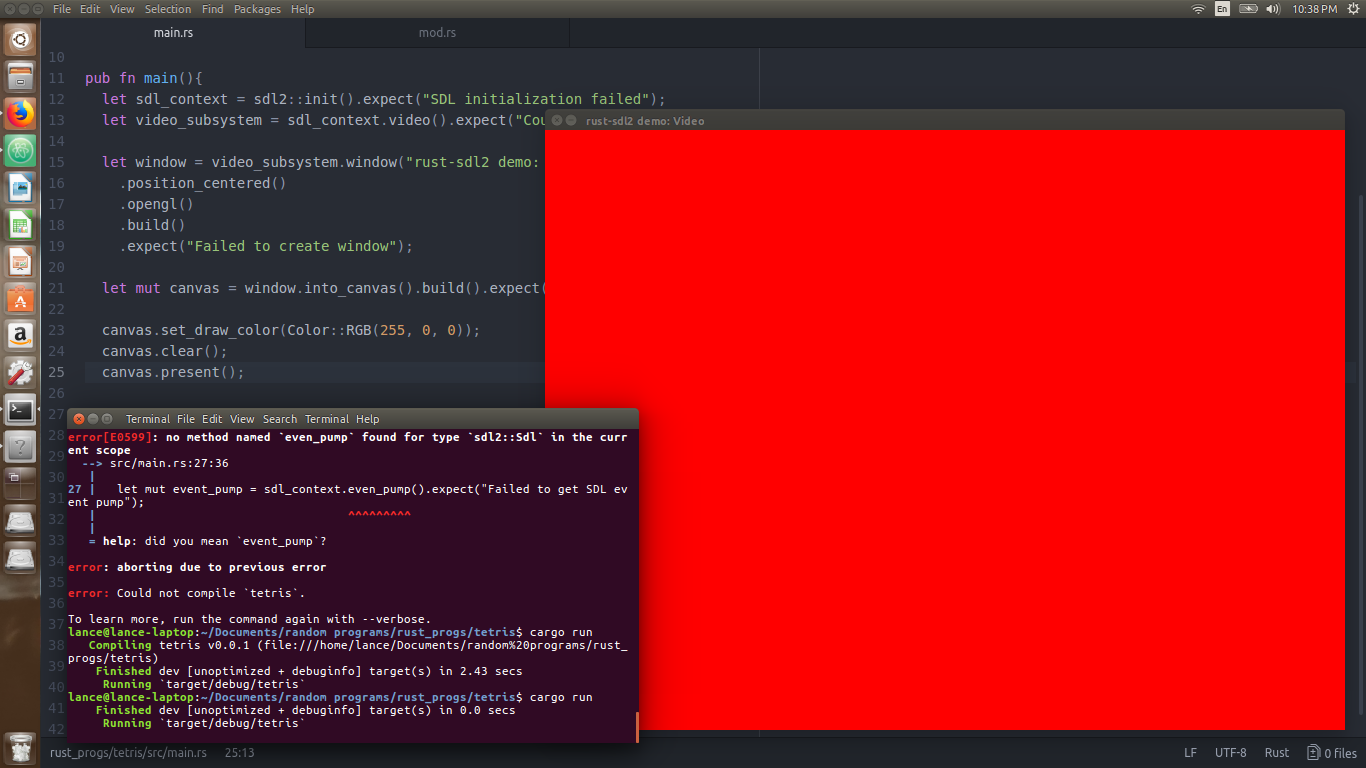 File Edit View Selection Find Packages Help
En
10:38 PM
main.rs
mod.rs
10
11 pub fn main(){
12 let sdl_context = sdl2::init().expect("SDL initialization failed");
13 let video_subsystem = sdl_context.video().expect("Cou
14
15 let window = video_subsystem.window("rust-sdl2 demo:
16 .position_centered()
17 .opengl()
18 .build()
19 .expect("Failed to create window");
20
21 let mut canvas = window.into_canvas().build().expect(
22
23 canvas.set_draw_color(Color::RGB(255, 0, 0));
24 canvas.clear();
25 canvas.present();
26
27
28
29
30
31
32
33
34
35
36
37
38
39
40
41
42
rust-sdl2 demo: Video
Terminal File Edit View Search Terminal Help
error[E0599]: no method named `even_pump` found for type `sdl2::Sdl` in the curr
ent scope
--> src/main.rs:27:36
|
27 | let mut event_pump = sdl_context.even_pump().expect("Failed to get SDL ev
ent pump");
| ^^^^^^^^^
|
= help: did you mean `event_pump`?
error: aborting due to previous error
error: Could not compile `tetris`.
To learn more, run the command again with --verbose.
lance@lance-laptop:~/Documents/random programs/rust_progs/tetris$ cargo run
Compiling tetris v0.0.1 (file:///home/lance/Documents/random%20programs/rust_
progs/tetris)
Finished dev [unoptimized + debuginfo] target(s) in 2.43 secs
Running `target/debug/tetris`
lance@lance-laptop:~/Documents/random programs/rust_progs/tetris$ cargo run
Finished dev [unoptimized + debuginfo] target(s) in 0.0 secs
Running `target/debug/tetris`
rust_progs/tetris/src/main.rs 25:13
LF UTF-8 Rust 0 files